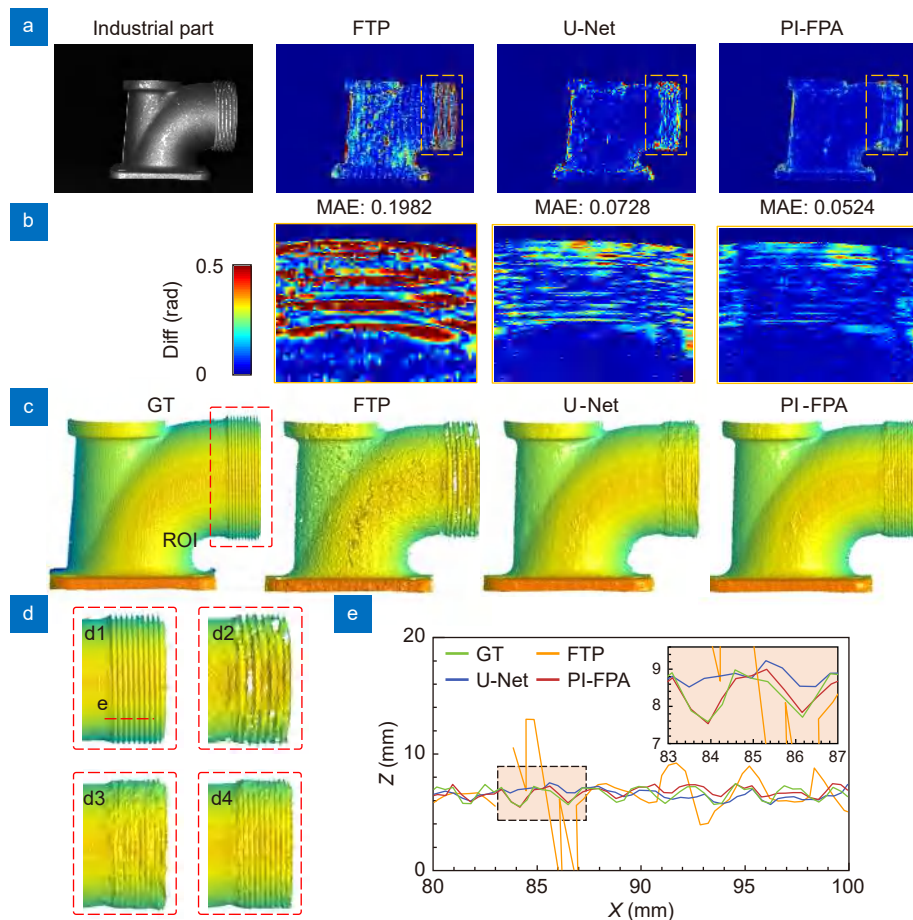 a
Industrial part
FTP
U-Net
PI-FPA
b
MAE: 0.1982
MAE: 0.0728
MAE: 0.0524
0.5
Diff (rad)
0
c
GT
FTP
U-Net
PI-FPA
ROI
d
d1
d2
e
d3
d4
e
20
GT
FTP
U-Net
PI-FPA
9
8
7
83
84
85
86
87
Z (mm)
10
0
80
85
90
95
100
X (mm)